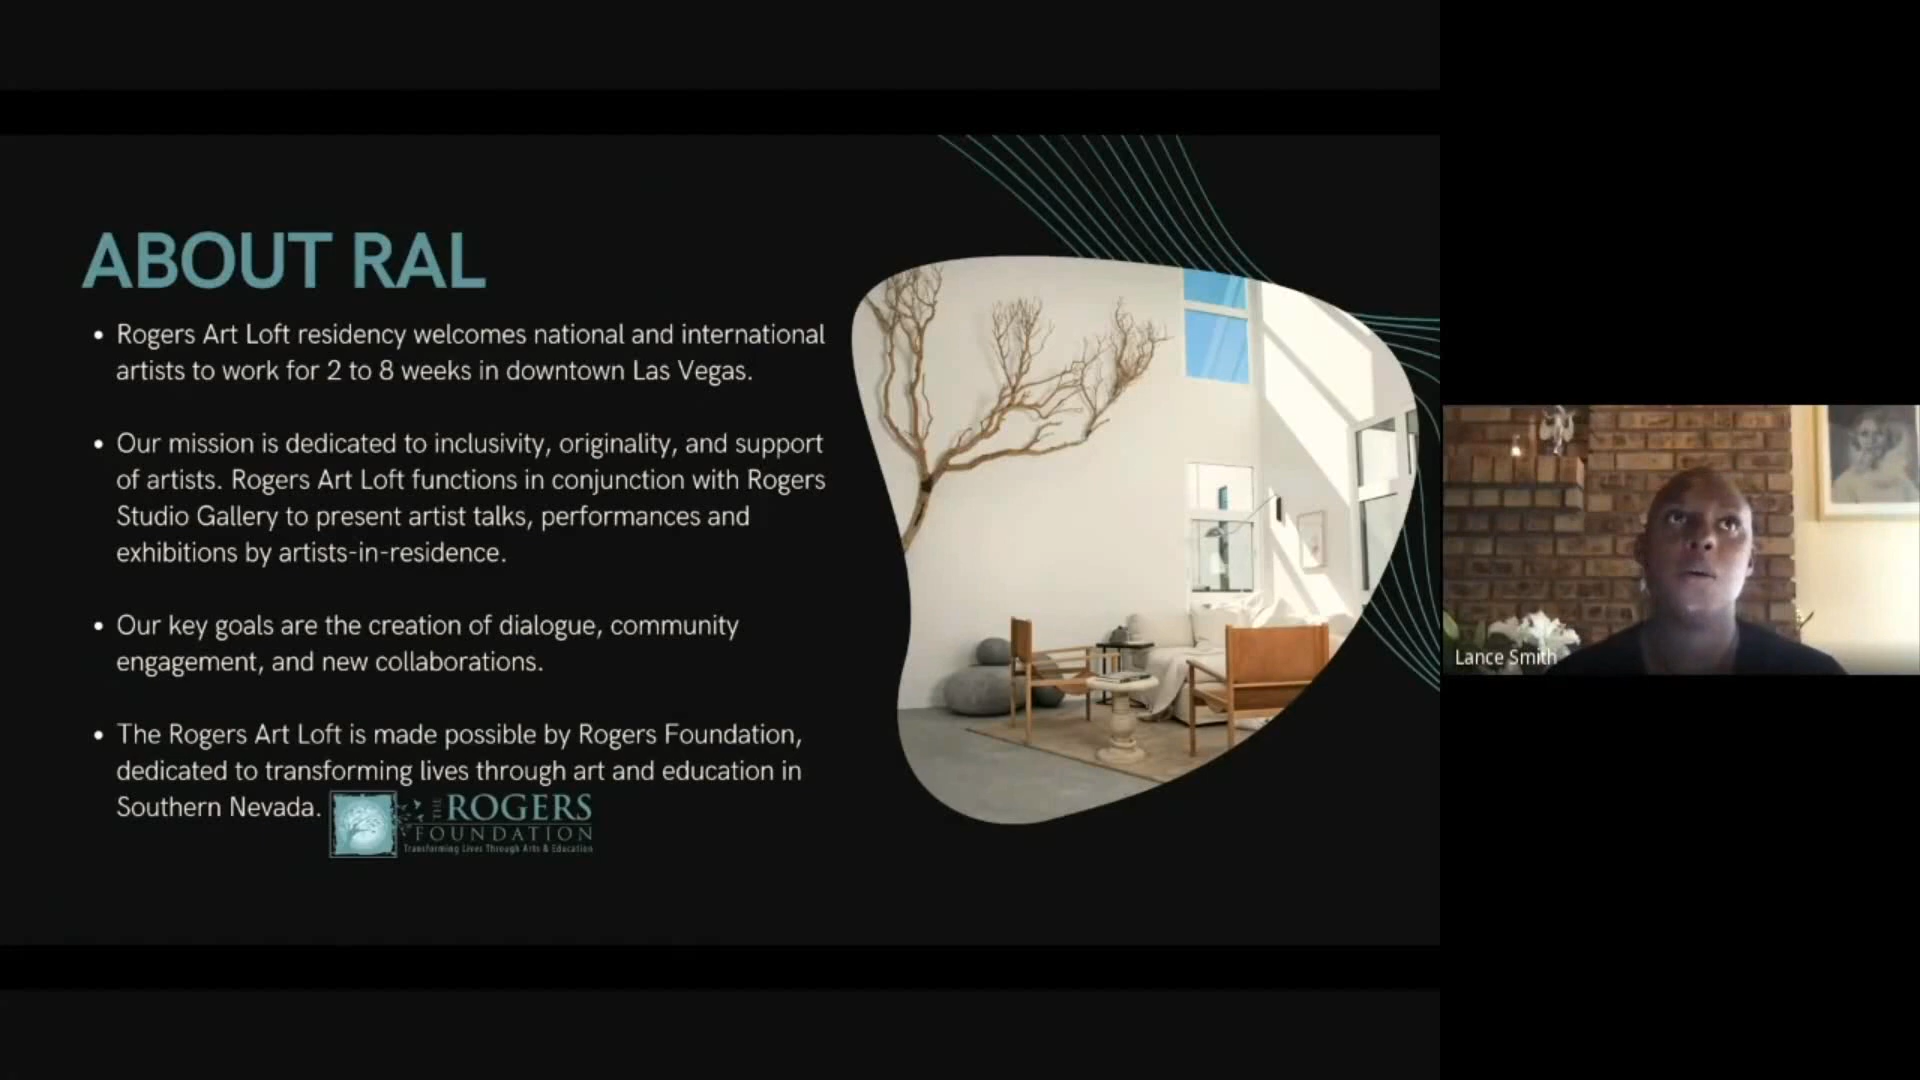 ABOUT RAL
• Rogers Art Loft residency welcomes national and international
artists to work for 2 to 8 weeks in downtown Las Vegas.
• Our mission is dedicated to inclusivity, originality, and support
of artists. Rogers Art Loft functions in conjunction with Rogers
Studio Gallery to present artist talks, performances and
exhibitions by artists-in-residence.
• Our key goals are the creation of dialogue, community
engagement, and new collaborations.
• The Rogers Art Loft is made possible by Rogers Foundation,
dedicated to transforming lives through art and education in
Southern Nevada.
THE ROGERS
FOUNDATION
Transforming Lives Through Arts & Education
Lance Smith